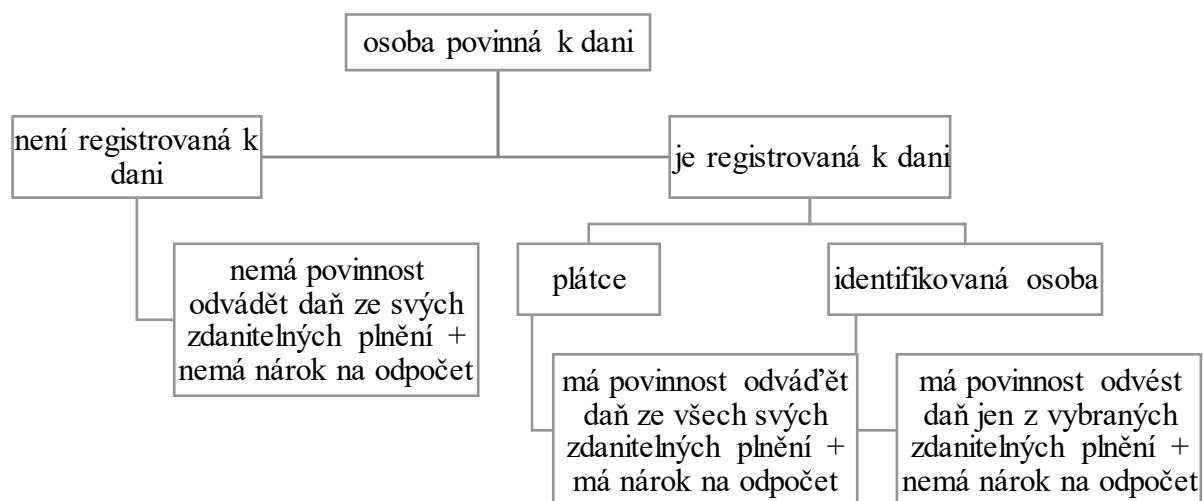 osoba povinná k dani
není registrovaná k
dani
je registrovaná k dani
nemá povinnost
odvádět daň ze svých
zdanitelných plnění +
nemá nárok na odpočet
plátce
identifikovaná osoba
má povinnost odváďět
daň ze všech svých
zdanitelných plnění +
má nárok na odpočet
má povinnost odvést
daň jen z vybraných
zdanitelných plnění +
nemá nárok na odpočet